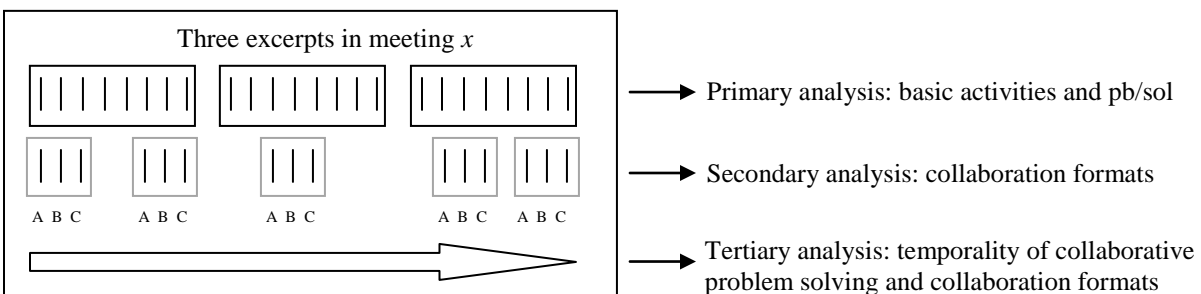 Three excerpts in meeting x
Primary analysis: basic activities and pb/sol
Secondary analysis: collaboration formats
A B C A B C A B C A B C A B C
Tertiary analysis: temporality of collaborative
problem solving and collaboration formats